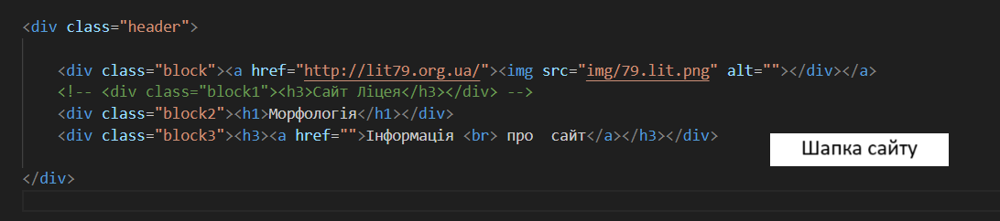 <div class="header">
<div class="block"><a href="http://lit79.org.ua/"><img src="img/79.lit.png" alt=""></div></a>
<!-- <div class="block1"><h3>Сайт Ліцея</h3></div> -->
<div class="block2"><h1>Морфологія</h1></div>
<div class="block3"><h3><a href="">Інформація <br> про  сайт</a></h3></div>
Шапка сайту
</div>